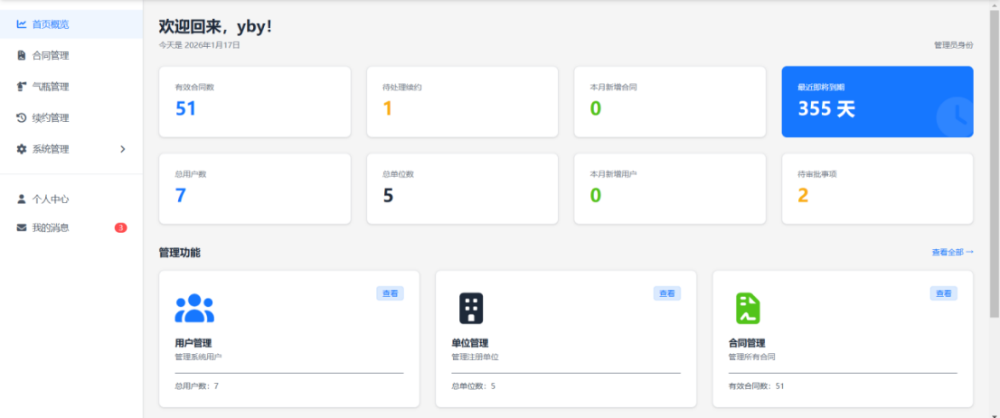 首页概览
合同管理
气瓶管理
续约管理
系统管理
个人中心
我的消息 3
欢迎回来，yby！
今天是 2026年1月17日
管理员身份
有效合同数
51
待处理续约
1
本月新增合同
0
最近即将到期
355 天
总用户数
7
总单位数
5
本月新增用户
0
待审批事项
2
管理功能
查看全部 →
查看
用户管理
管理系统用户
总用户数：7
查看
单位管理
管理注册单位
总单位数：5
查看
合同管理
管理所有合同
有效合同数：51